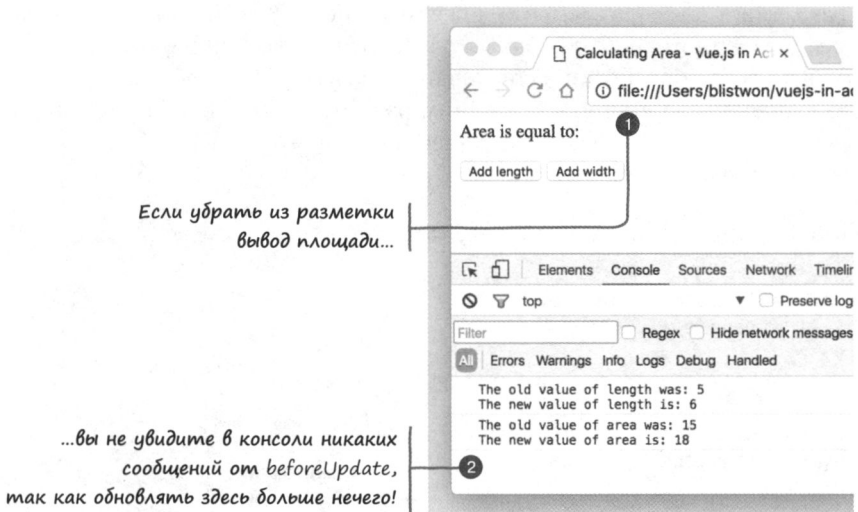 Calculating Area - Vue.js in Ac
file:///Users/blistwon/vuejs-in-a
1
Area is equal to:
Add length Add width
Если убрать из разметки
вывод площади...
Elements Console Sources Network Timelin
top Preserve log
Filter Regex Hide network messages
All Errors Warnings Info Logs Debug Handled
The old value of length was: 5
The new value of length is: 6
The old value of area was: 15
The new value of area is: 18
...вы не увидите в консоли никаких
сообщений от beforeUpdate,
так как обновлять здесь больше нечего!
2